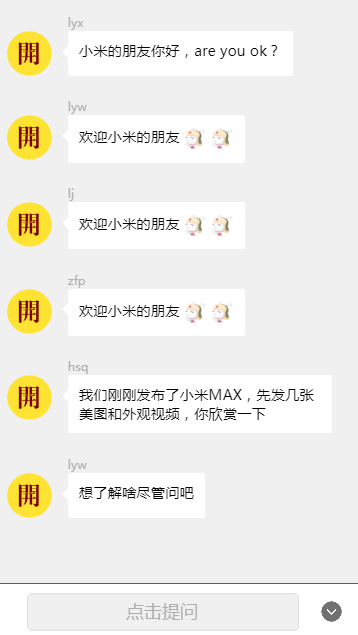 lyx
開
小米的朋友你好，are you ok？
lyw
開
欢迎小米的朋友
lj
開
欢迎小米的朋友
zfp
開
欢迎小米的朋友
hsq
開
我们刚刚发布了小米MAX，先发几张
美图和外观视频，你欣赏一下
lyw
開
想了解啥尽管问吧
点击提问